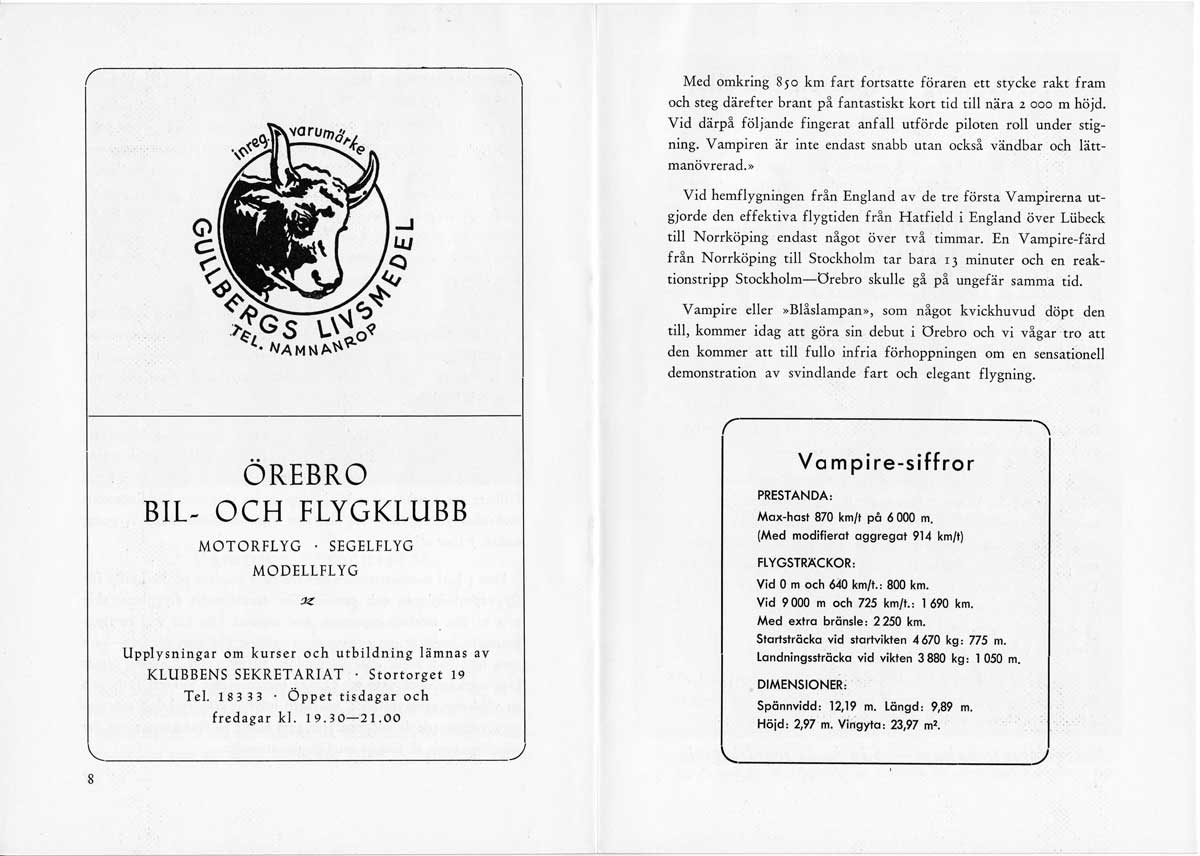 inreg. varumärke
GULLBERGS LIVSMEDEL
TEL. NAMNANROP
ÖREBRO
BIL- OCH FLYGKLUBB
MOTORFLYG · SEGELFLYG
MODELLFLYG
Upplysningar om kurser och utbildning lämnas av
KLUBBENS SEKRETARIAT · Stortorget 19
Tel. 18333 · Öppet tisdagar och
fredagar kl. 19.30—21.00
8
Med omkring 850 km fart fortsatte föraren ett stycke rakt fram
och steg därefter brant på fantastiskt kort tid till nära 2 000 m höjd.
Vid därpå följande fingerat anfall utförde piloten roll under stig-
ning. Vampiren är inte endast snabb utan också vändbar och lätt-
manövrerad.»
Vid hemflygningen från England av de tre första Vampirerna ut-
gjorde den effektiva flygtiden från Hatfield i England över Lübeck
till Norrköping endast något över två timmar. En Vampire-färd
från Norrköping till Stockholm tar bara 13 minuter och en reak-
tionstripp Stockholm—Örebro skulle gå på ungefär samma tid.
Vampire eller »Blåslampan», som något kvickhuvud döpt den
till, kommer idag att göra sin debut i Örebro och vi vågar tro att
den kommer att till fullo infria förhoppningen om en sensationell
demonstration av svindlande fart och elegant flygning.
Vampire-siffror
PRESTANDA:
Max-hast 870 km/t på 6 000 m.
(Med modifierat aggregat 914 km/t)
FLYGSTRÄCKOR:
Vid 0 m och 640 km/t.: 800 km.
Vid 9 000 m och 725 km/t.: 1 690 km.
Med extra bränsle: 2 250 km.
Startsträcka vid startvikten 4 670 kg: 775 m.
Landningssträcka vid vikten 3 880 kg: 1 050 m.
DIMENSIONER:
Spännvidd: 12,19 m. Längd: 9,89 m.
Höjd: 2,97 m. Vingyta: 23,97 m².